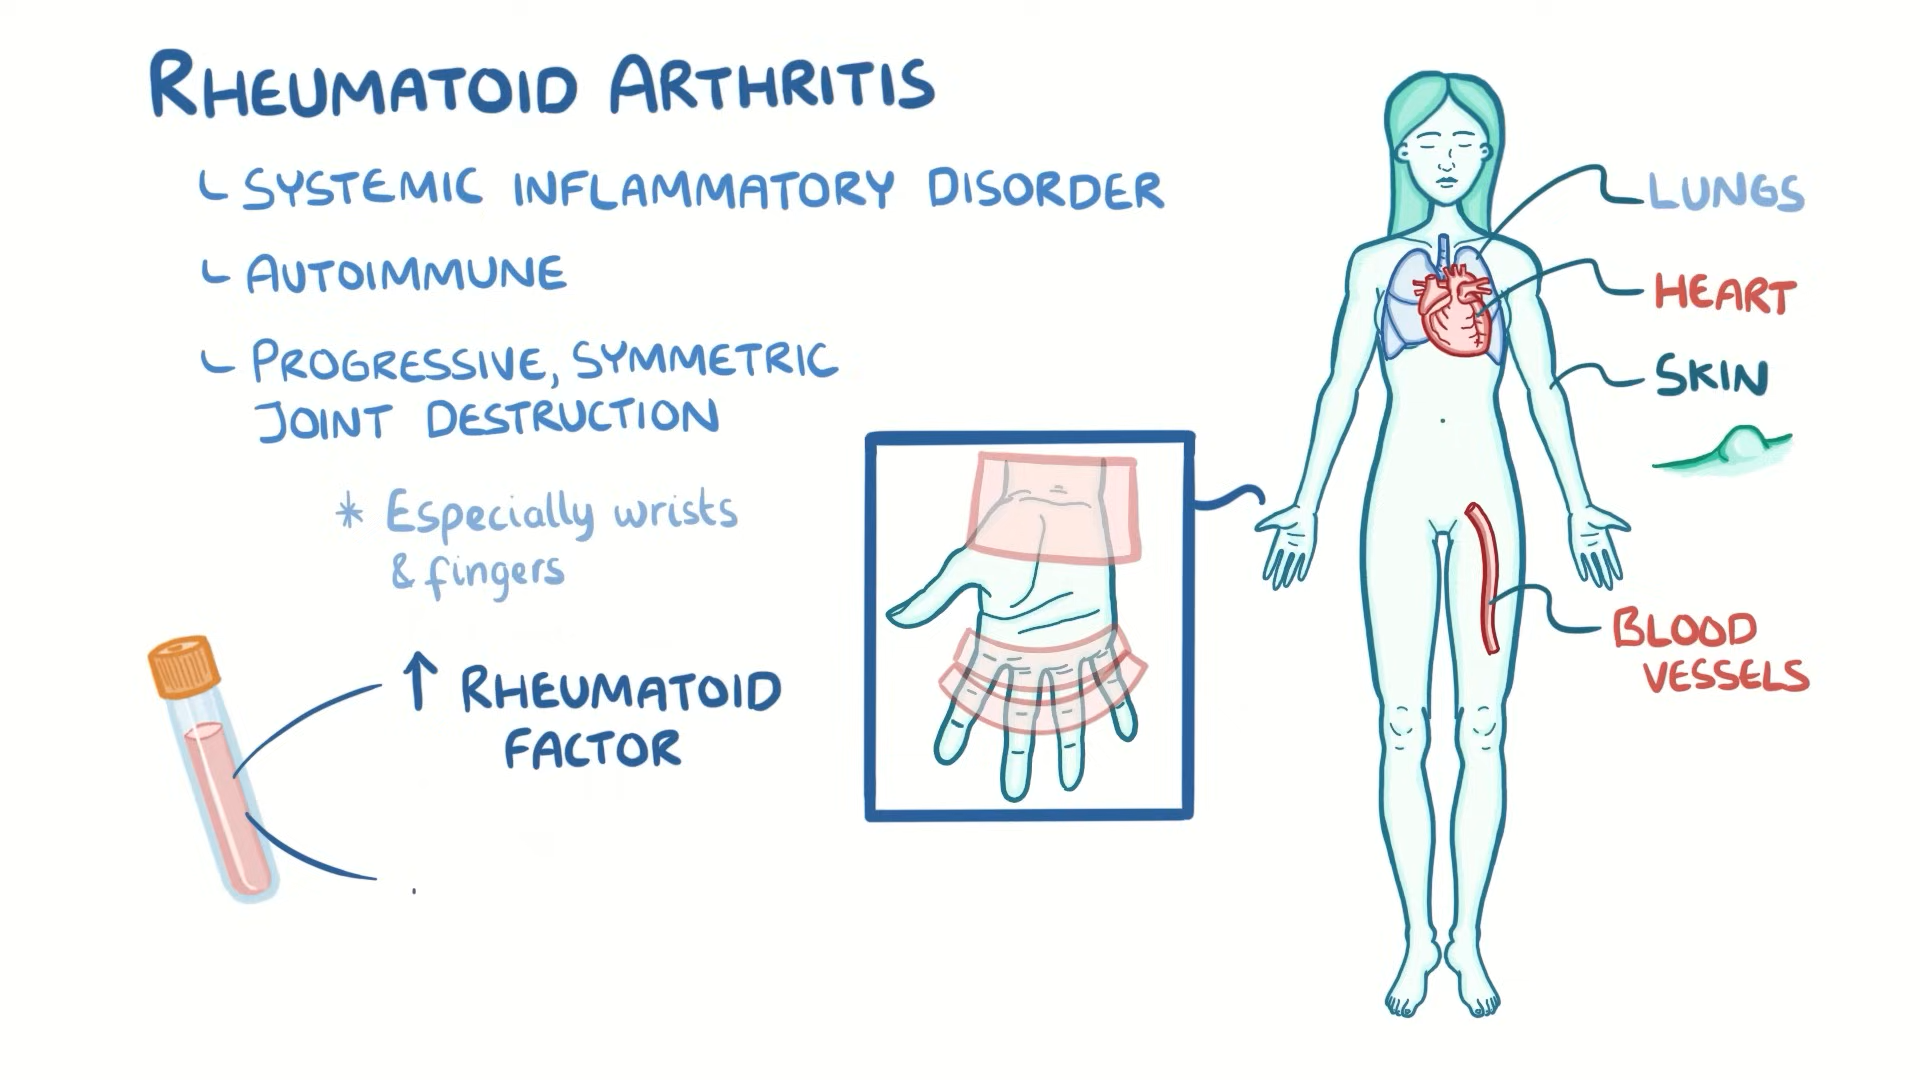 RHEUMATOID ARTHRITIS
SYSTEMIC INFLAMMATORY DISORDER
AUTOIMMUNE
PROGRESSIVE, SYMMETRIC
JOINT DESTRUCTION
* Especially wrists
& fingers
↑ RHEUMATOID
FACTOR
LUNGS
HEART
SKIN
BLOOD
VESSELS